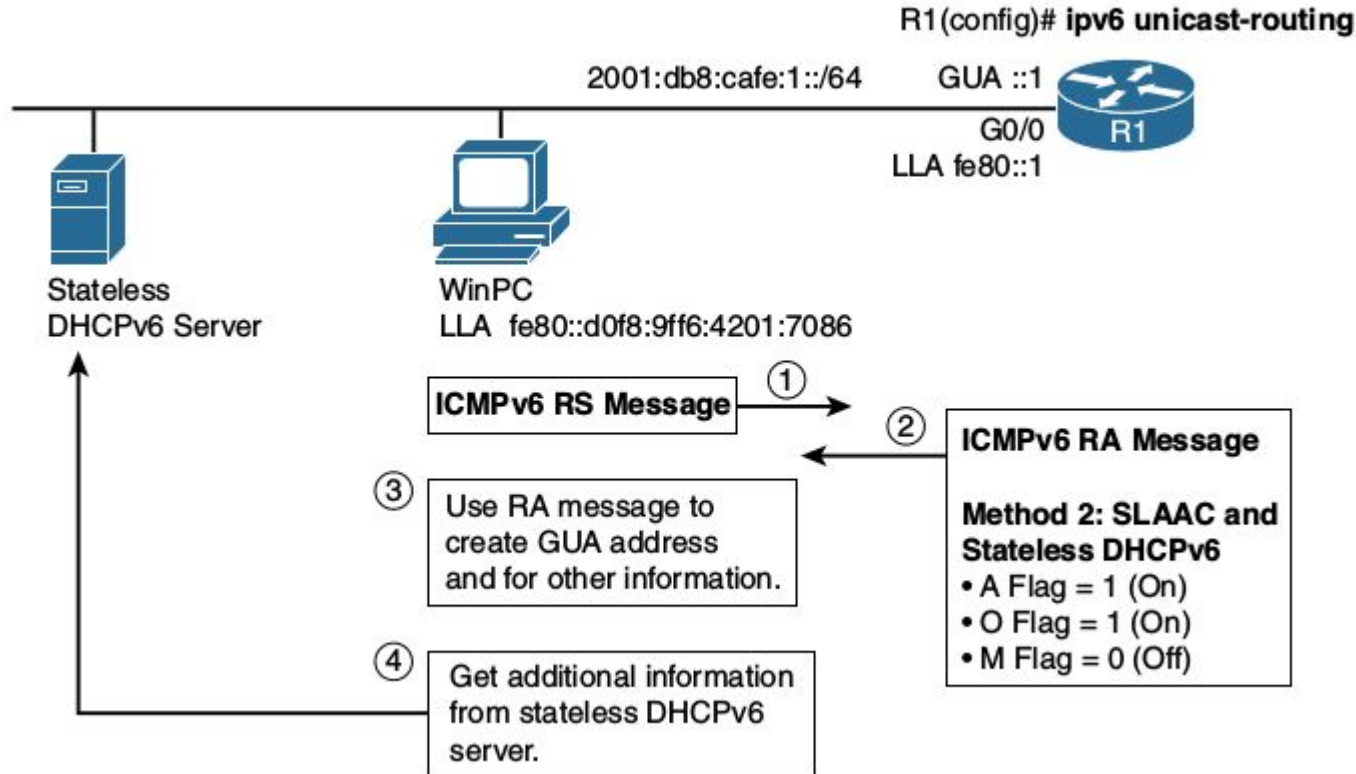 R1(config)# ipv6 unicast-routing
2001:db8:cafe:1::/64
GUA ::1
G0/0
R1
LLA fe80::1
Stateless
DHCPv6 Server
WinPC
LLA fe80::d0f8:9ff6:4201:7086
ICMPv6 RS Message
①
②
ICMPv6 RA Message
Method 2: SLAAC and
Stateless DHCPv6
• A Flag = 1 (On)
• O Flag = 1 (On)
• M Flag = 0 (Off)
③
Use RA message to
create GUA address
and for other information.
④
Get additional information
from stateless DHCPv6
server.